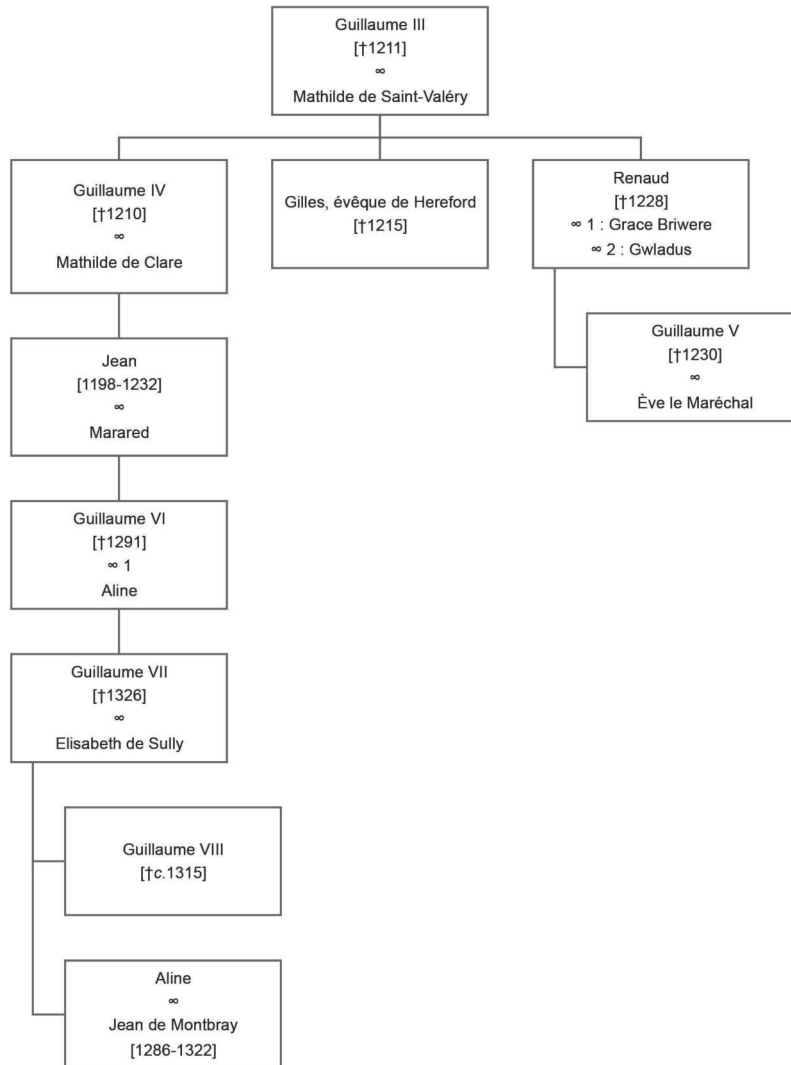 Guillaume III
[†1211]
∞
Mathilde de Saint-Valéry
Guillaume IV
[†1210]
∞
Mathilde de Clare
Gilles, évêque de Hereford
[†1215]
Renaud
[†1228]
∞ 1 : Grace Briwere
∞ 2 : Gwladus
Guillaume V
[†1230]
∞
Ève le Maréchal
Jean
[1198-1232]
∞
Marared
Guillaume VI
[†1291]
∞ 1
Aline
Guillaume VII
[†1326]
∞
Elisabeth de Sully
Guillaume VIII
[†c.1315]
Aline
∞
Jean de Montbray
[1286-1322]